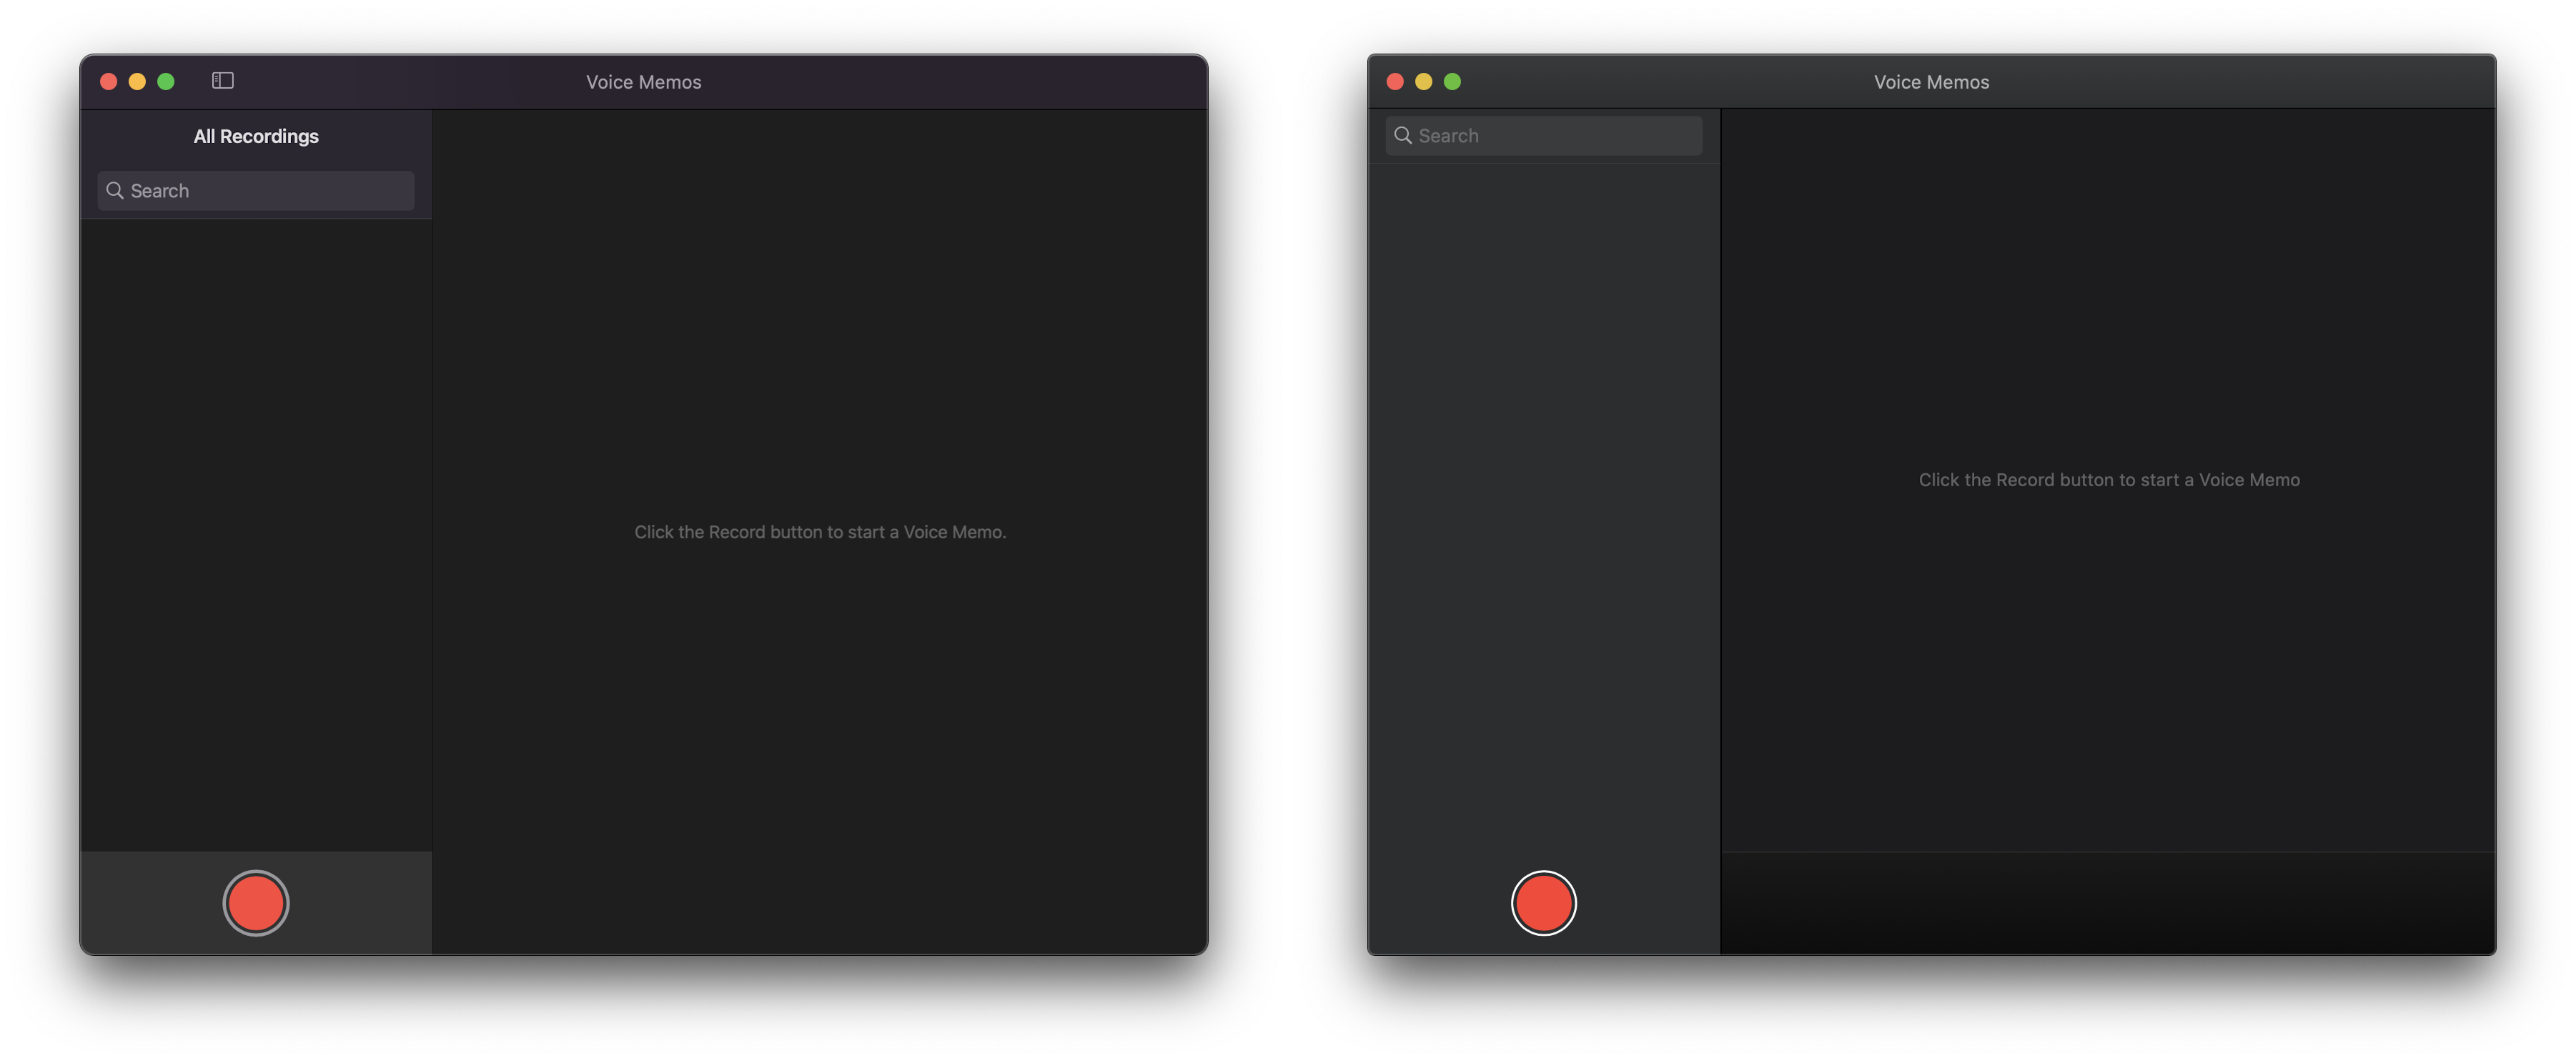 Voice Memos
All Recordings
Search
Click the Record button to start a Voice Memo.
Voice Memos
Search
Click the Record button to start a Voice Memo